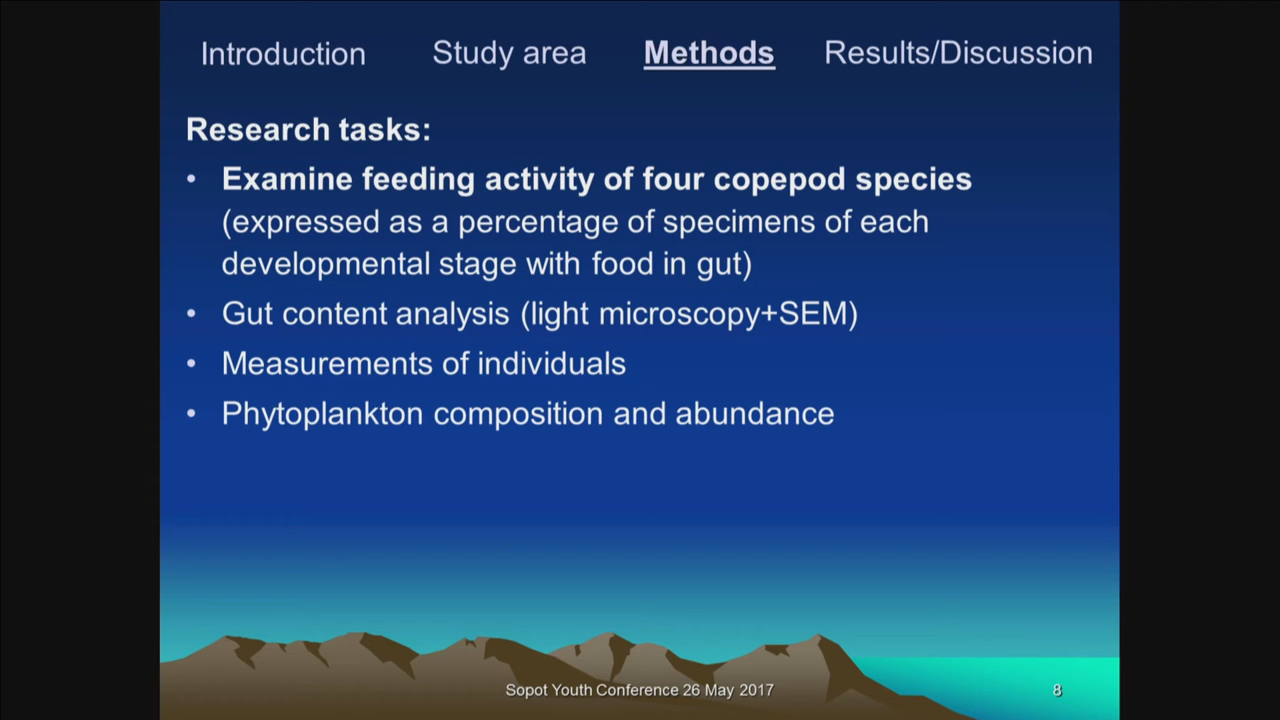 Introduction Study area Methods Results/Discussion
Research tasks:
• Examine feeding activity of four copepod species
(expressed as a percentage of specimens of each
developmental stage with food in gut)
• Gut content analysis (light microscopy+SEM)
• Measurements of individuals
• Phytoplankton composition and abundance
Sopot Youth Conference 26 May 2017 8